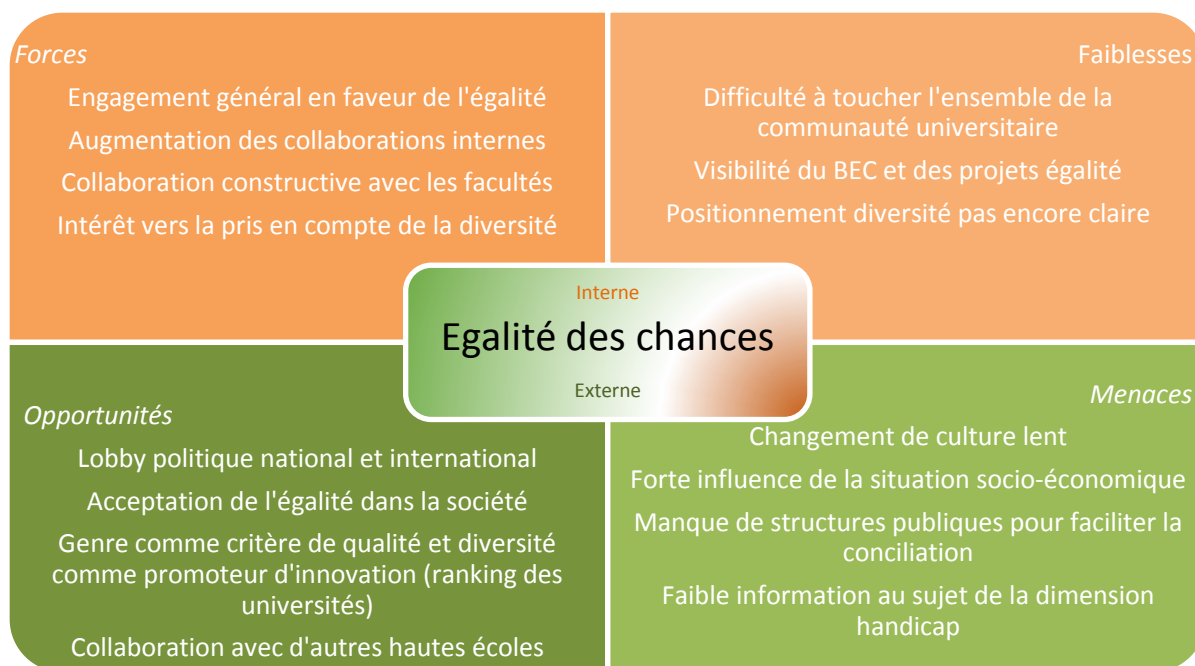 Forces
Engagement général en faveur de l'égalité
Augmentation des collaborations internes
Collaboration constructive avec les facultés
Intérêt vers la pris en compte de la diversité
Faiblesses
Difficulté à toucher l'ensemble de la
communauté universitaire
Visibilité du BEC et des projets égalité
Positionnement diversité pas encore claire
Interne
Egalité des chances
Externe
Opportunités
Lobby politique national et international
Acceptation de l'égalité dans la société
Genre comme critère de qualité et diversité
comme promoteur d'innovation (ranking des
universités)
Collaboration avec d'autres hautes écoles
Menaces
Changement de culture lent
Forte influence de la situation socio-économique
Manque de structures publiques pour faciliter la
conciliation
Faible information au sujet de la dimension
handicap